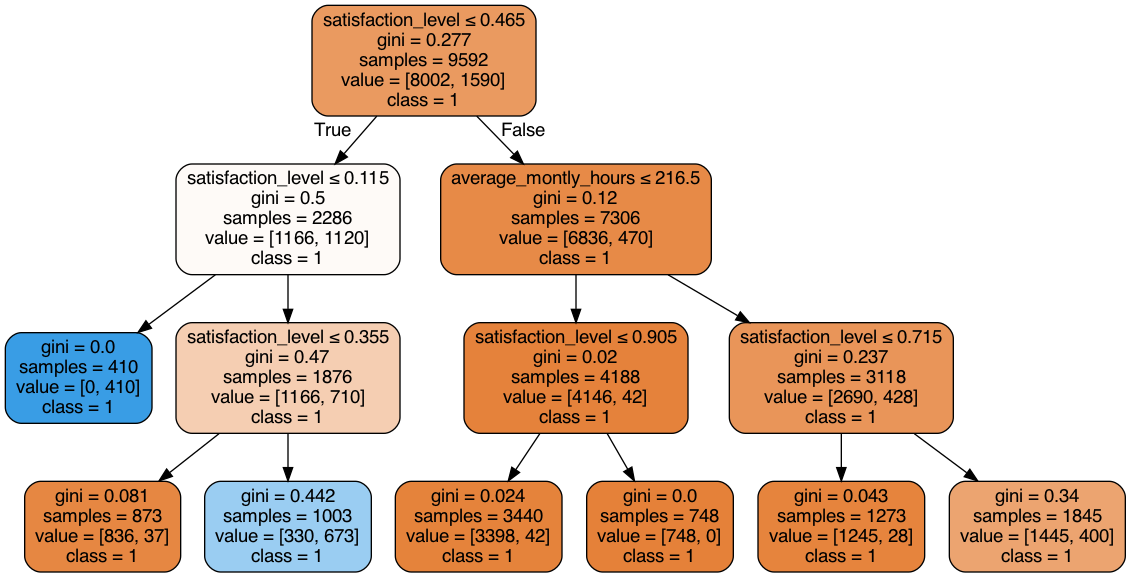 satisfaction_level ≤ 0.465
gini = 0.277
samples = 9592
value = [8002, 1590]
class = 1
True
False
satisfaction_level ≤ 0.115
gini = 0.5
samples = 2286
value = [1166, 1120]
class = 1
average_montly_hours ≤ 216.5
gini = 0.12
samples = 7306
value = [6836, 470]
class = 1
gini = 0.0
samples = 410
value = [0, 410]
class = 1
satisfaction_level ≤ 0.355
gini = 0.47
samples = 1876
value = [1166, 710]
class = 1
satisfaction_level ≤ 0.905
gini = 0.02
samples = 4188
value = [4146, 42]
class = 1
satisfaction_level ≤ 0.715
gini = 0.237
samples = 3118
value = [2690, 428]
class = 1
gini = 0.081
samples = 873
value = [836, 37]
class = 1
gini = 0.442
samples = 1003
value = [330, 673]
class = 1
gini = 0.024
samples = 3440
value = [3398, 42]
class = 1
gini = 0.0
samples = 748
value = [748, 0]
class = 1
gini = 0.043
samples = 1273
value = [1245, 28]
class = 1
gini = 0.34
samples = 1845
value = [1445, 400]
class = 1